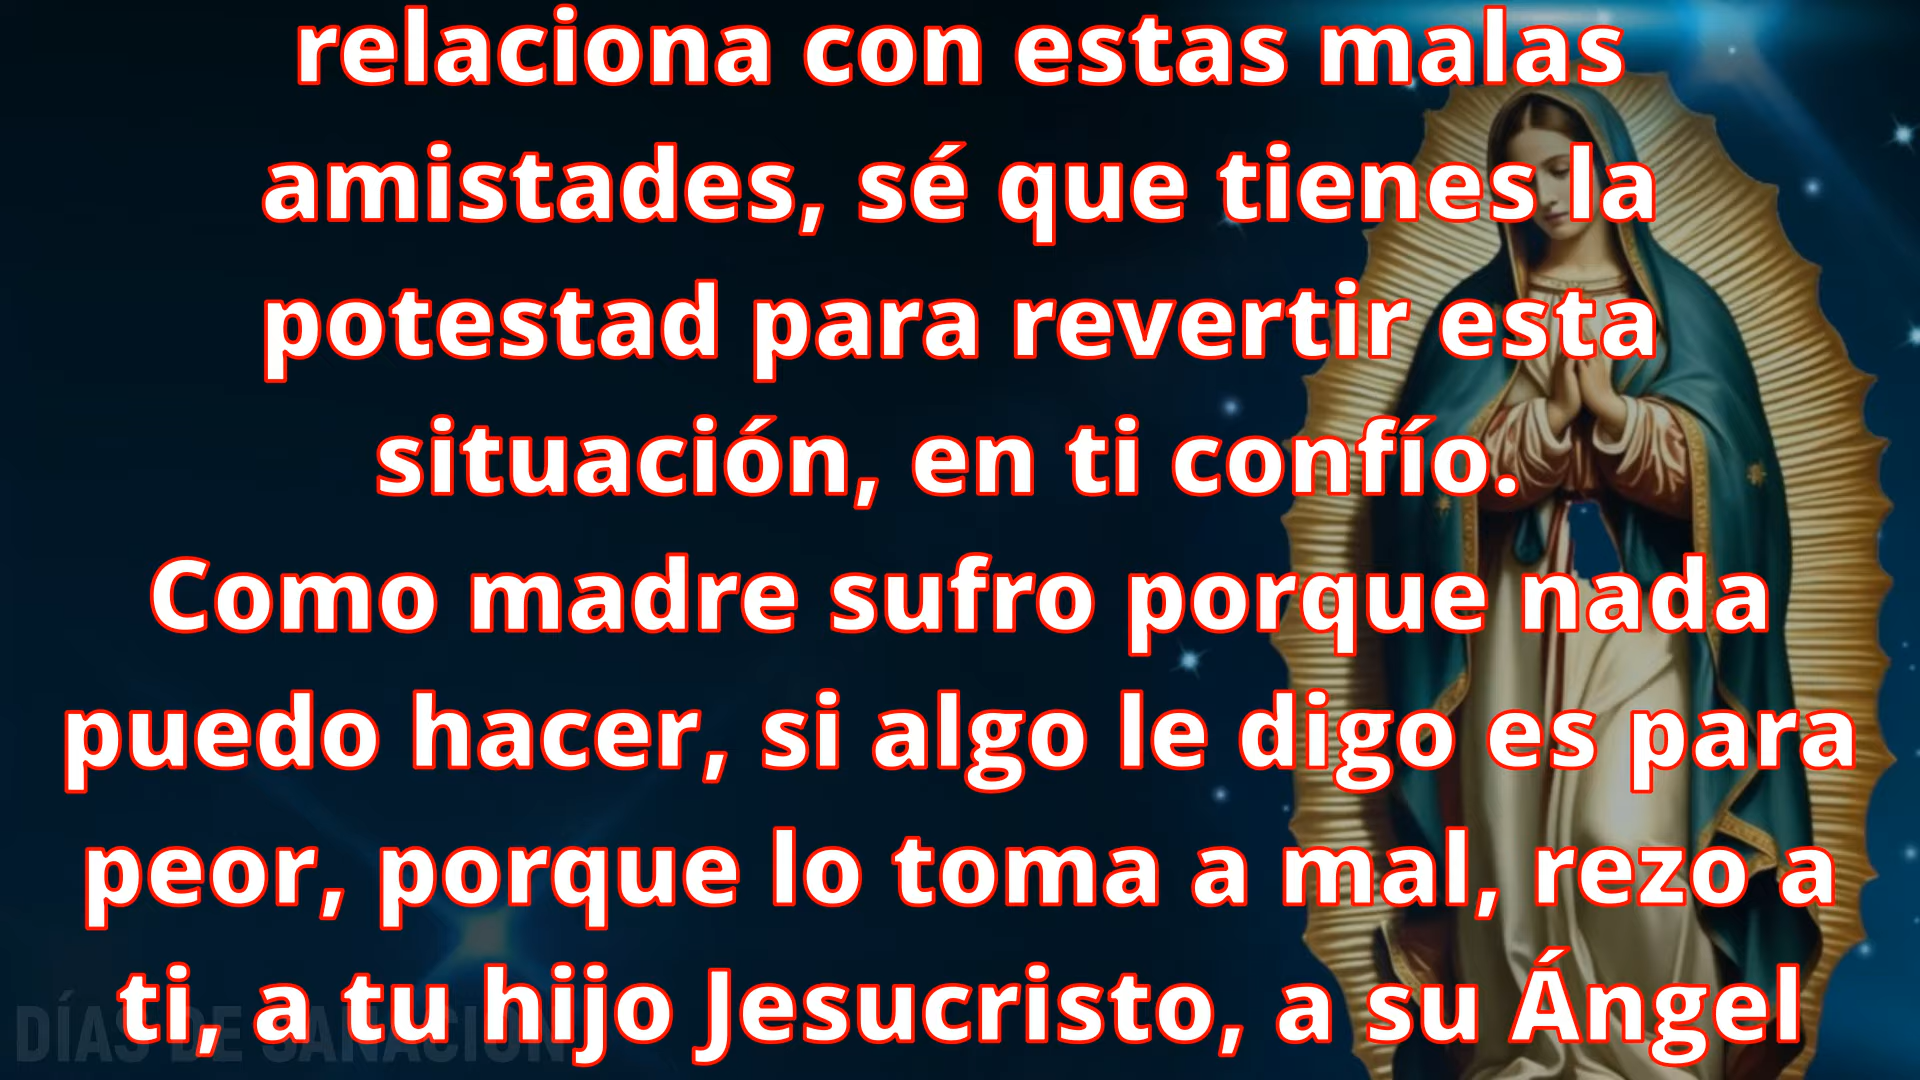 relaciona con estas malas
amistades, sé que tienes la
potestad para revertir esta
situación, en ti confío.
Como madre sufro porque nada
puedo hacer, si algo le digo es para
peor, porque lo toma a mal, rezo a
ti, a tu hijo Jesucristo, a su Ángel
DÍAS DE SANACIÓN